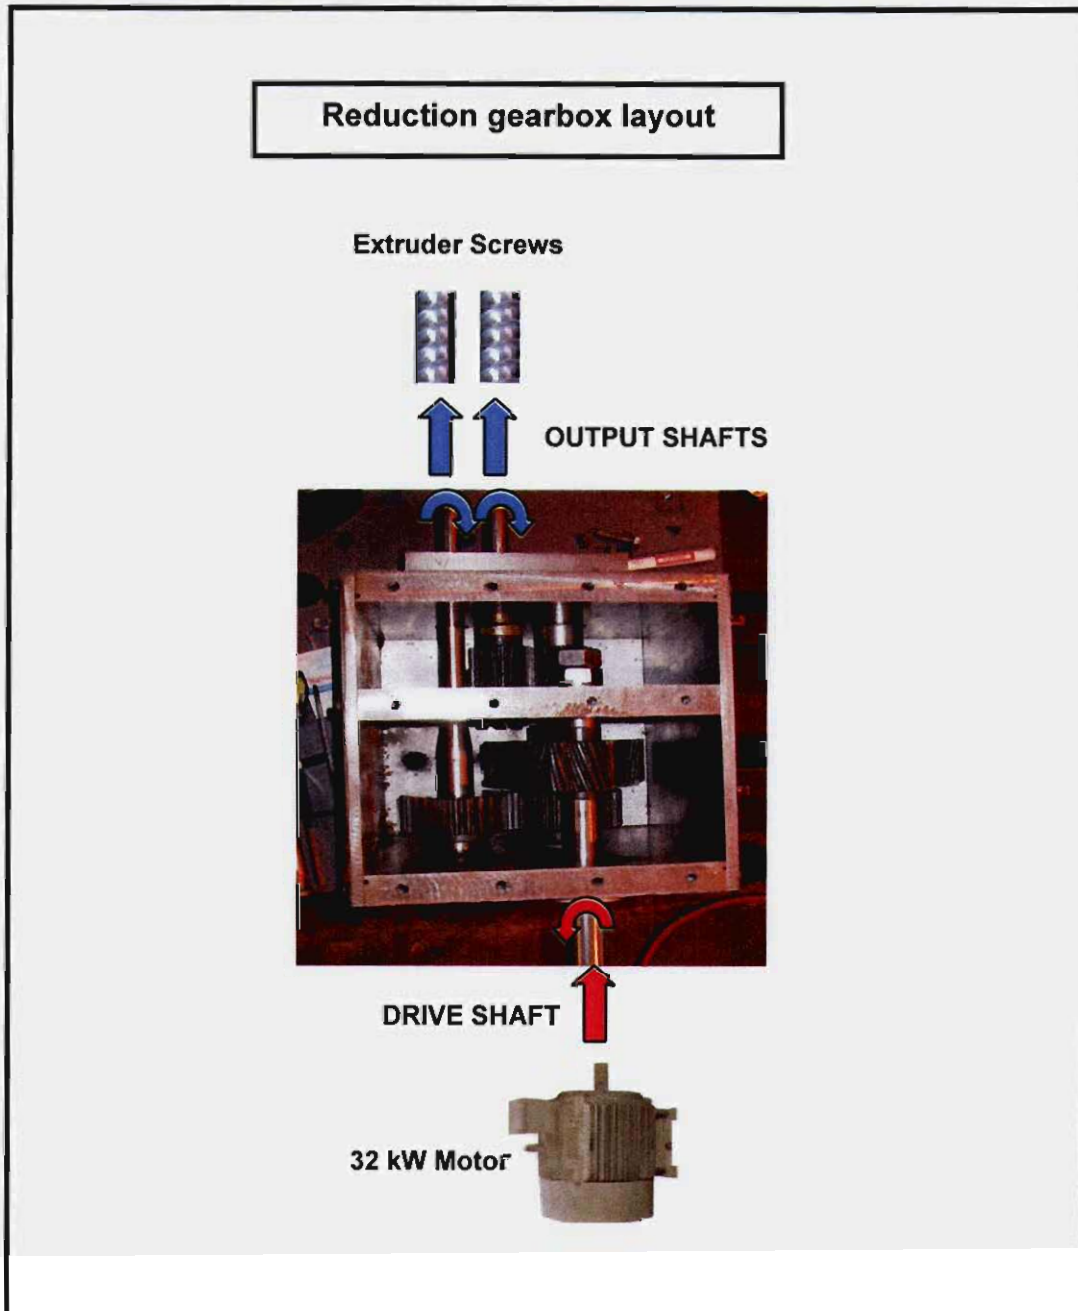 Reduction gearbox layout
Extruder Screws
OUTPUT SHAFTS
DRIVE SHAFT
32 kW Motor